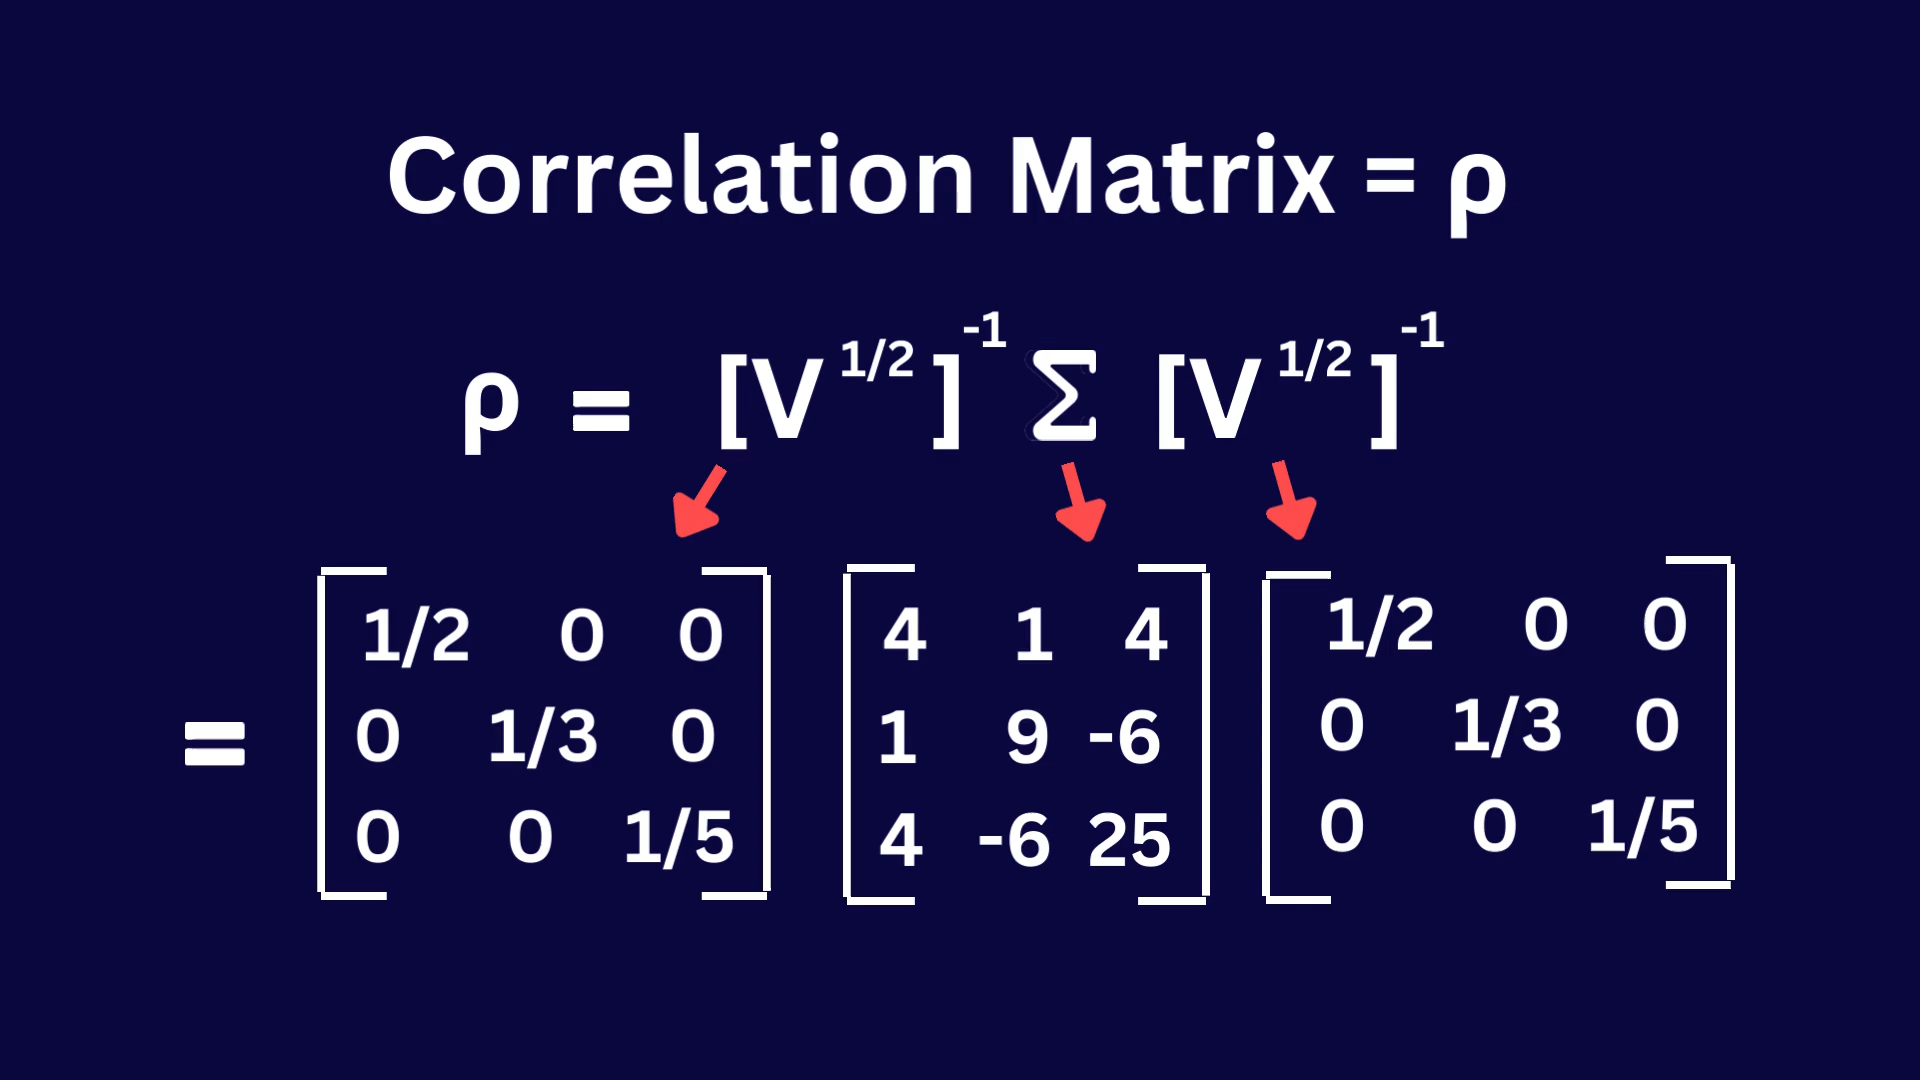 Correlation Matrix = ρ
ρ = [V 1/2 ] -1 Σ [V 1/2 ] -1
1/2 0 0 4 1 4 1/2 0 0
= 0 1/3 0 1 9 -6 0 1/3 0
0 0 1/5 4 -6 25 0 0 1/5